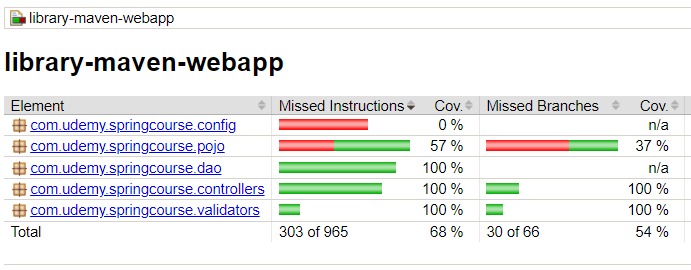 library-maven-webapp
library-maven-webapp
Element Missed Instructions Cov. Missed Branches Cov.
com.udemy.springcourse.config 0 % n/a
com.udemy.springcourse.pojo 57 % 37 %
com.udemy.springcourse.dao 100 % n/a
com.udemy.springcourse.controllers 100 % 100 %
com.udemy.springcourse.validators 100 % 100 %
Total 303 of 965 68 % 30 of 66 54 %